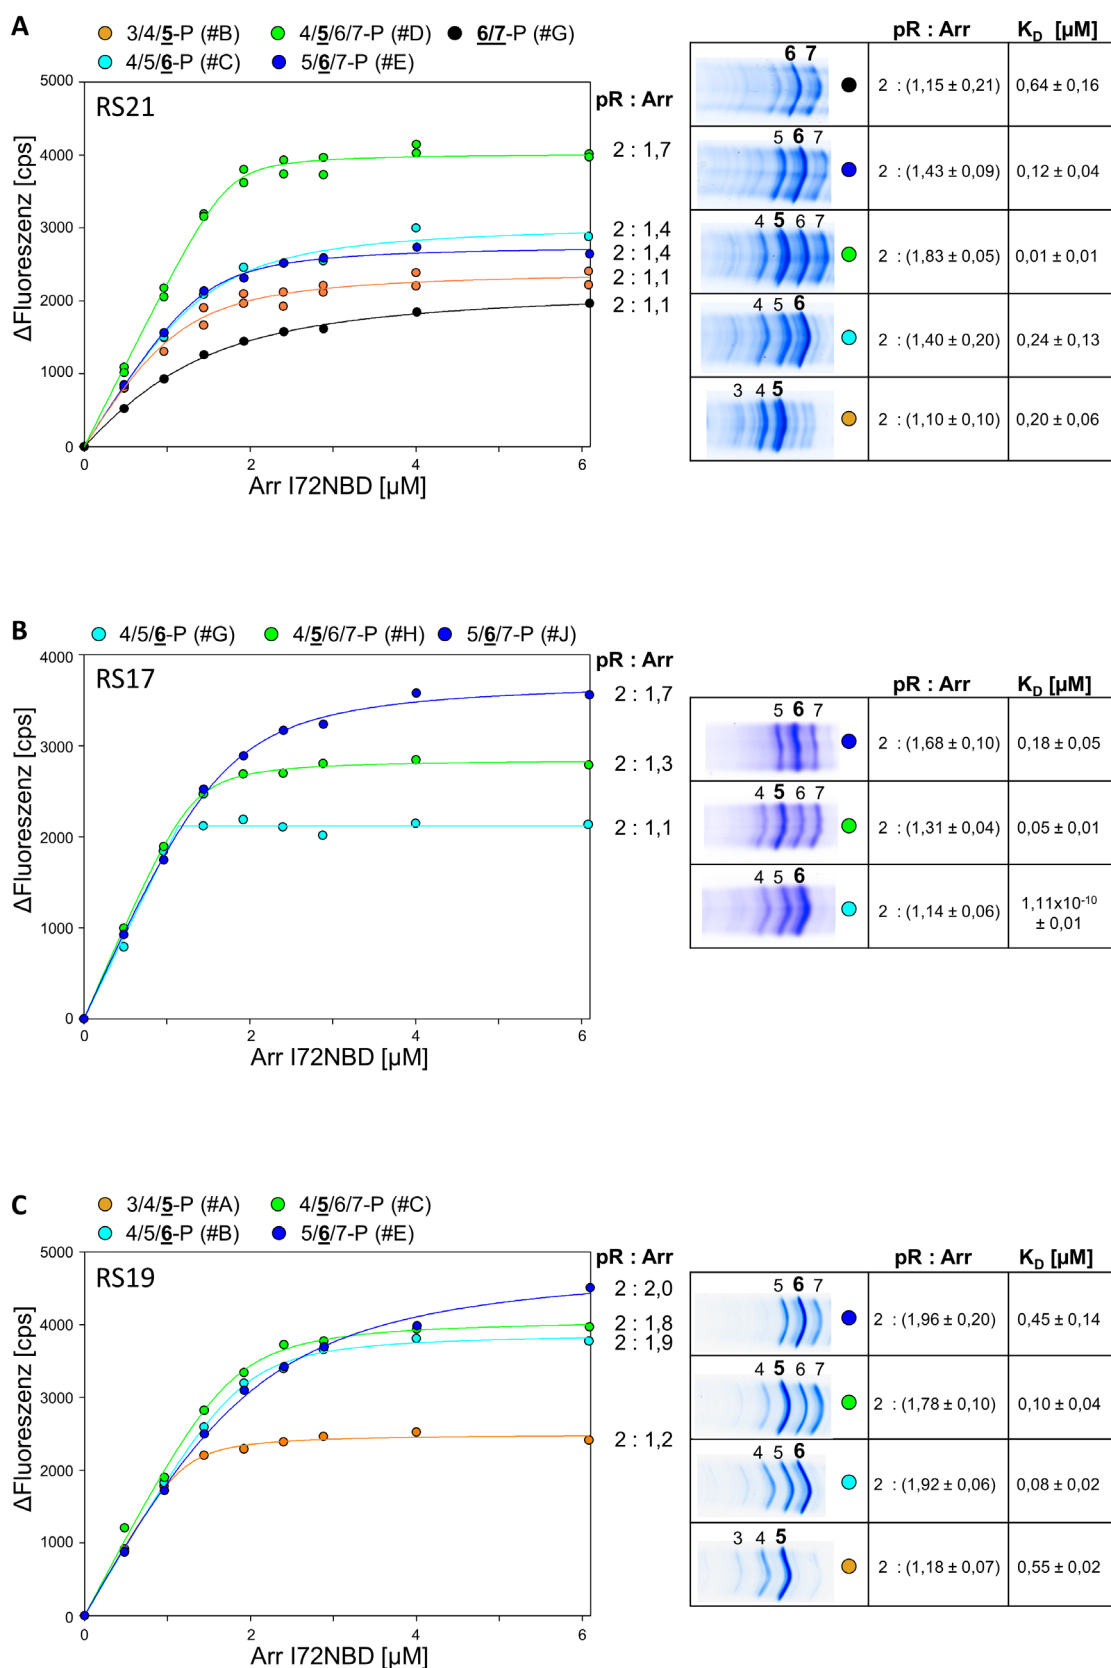 A
3/4/5-P (#B) 4/5/6/7-P (#D) 6/7-P (#G)
4/5/6-P (#C) 5/6/7-P (#E)
RS21
ΔFluoreszenz [cps]
5000
4000
3000
2000
1000
0
0 2 4 6
Arr I72NBD [µM]
pR : Arr
2 : 1,7
2 : 1,4
2 : 1,4
2 : 1,1
2 : 1,1
pR : Arr K_D [µM]
6 7
2 : (1,15 ± 0,21) 0,64 ± 0,16
5 6 7
2 : (1,43 ± 0,09) 0,12 ± 0,04
4 5 6 7
2 : (1,83 ± 0,05) 0,01 ± 0,01
4 5 6
2 : (1,40 ± 0,20) 0,24 ± 0,13
3 4 5
2 : (1,10 ± 0,10) 0,20 ± 0,06
B
4/5/6-P (#G) 4/5/6/7-P (#H) 5/6/7-P (#J)
RS17
ΔFluoreszenz [cps]
4000
3000
2000
1000
0
0 2 4 6
Arr I72NBD [µM]
pR : Arr
2 : 1,7
2 : 1,3
2 : 1,1
pR : Arr K_D [µM]
5 6 7
2 : (1,68 ± 0,10) 0,18 ± 0,05
4 5 6 7
2 : (1,31 ± 0,04) 0,05 ± 0,01
4 5 6
2 : (1,14 ± 0,06) 1,11x10⁻¹⁰
± 0,01
C
3/4/5-P (#A) 4/5/6/7-P (#C)
4/5/6-P (#B) 5/6/7-P (#E)
RS19
ΔFluoreszenz [cps]
5000
4000
3000
2000
1000
0
0 2 4 6
Arr I72NBD [µM]
pR : Arr
2 : 2,0
2 : 1,8
2 : 1,9
2 : 1,2
pR : Arr K_D [µM]
5 6 7
2 : (1,96 ± 0,20) 0,45 ± 0,14
4 5 6 7
2 : (1,78 ± 0,10) 0,10 ± 0,04
4 5 6
2 : (1,92 ± 0,06) 0,08 ± 0,02
3 4 5
2 : (1,18 ± 0,07) 0,55 ± 0,02